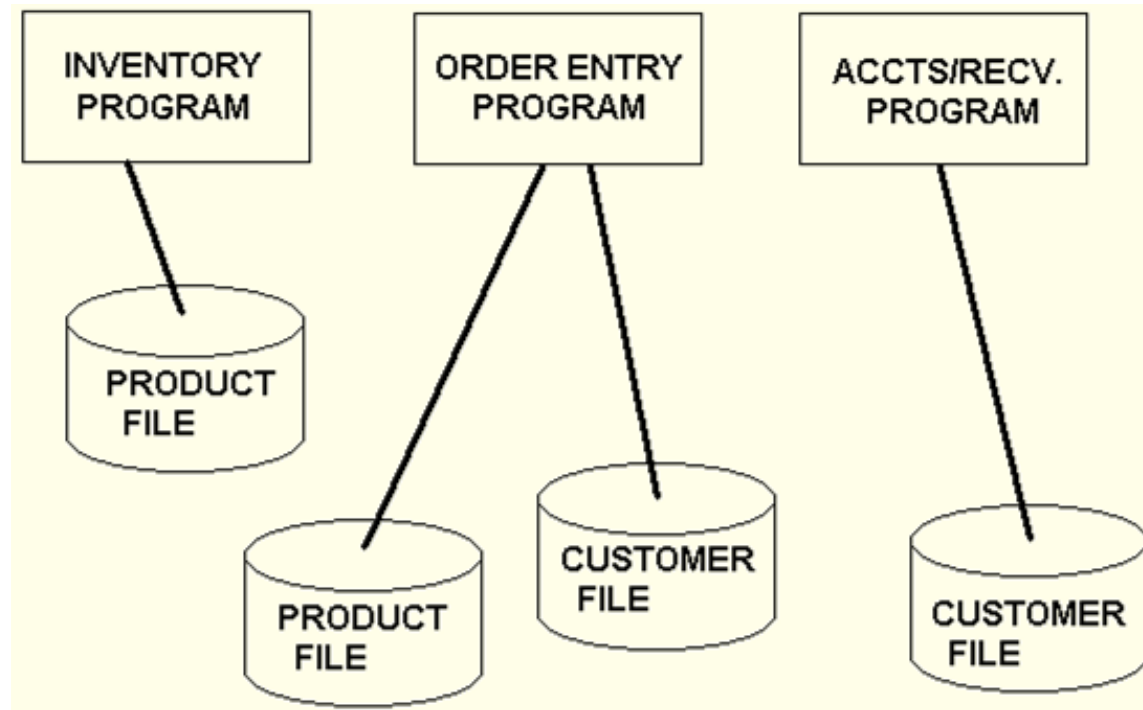 INVENTORY
PROGRAM
ORDER ENTRY
PROGRAM
ACCTS/RECV.
PROGRAM
PRODUCT
FILE
PRODUCT
FILE
CUSTOMER
FILE
CUSTOMER
FILE